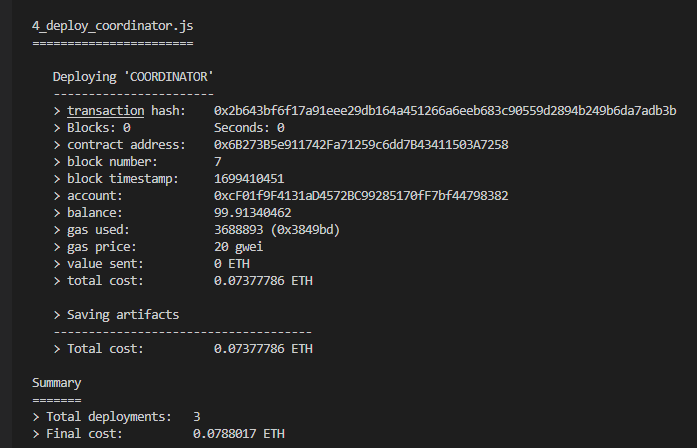 4_deploy_coordinator.js
=======================
Deploying 'COORDINATOR'
-----------------------
> transaction hash: 0x2b643bf6f17a91eee29db164a451266a6eeb683c90559d2894b249b6da7adb3b
> Blocks: 0 Seconds: 0
> contract address: 0x6B273B5e911742Fa71259c6dd7B43411503A7258
> block number: 7
> block timestamp: 1699410451
> account: 0xcF01f9F4131aD4572BC99285170fF7bf44798382
> balance: 99.91340462
> gas used: 3688893 (0x3849bd)
> gas price: 20 gwei
> value sent: 0 ETH
> total cost: 0.07377786 ETH
> Saving artifacts
-------------------------------------
> Total cost: 0.07377786 ETH
Summary
=======
> Total deployments: 3
> Final cost: 0.0788017 ETH